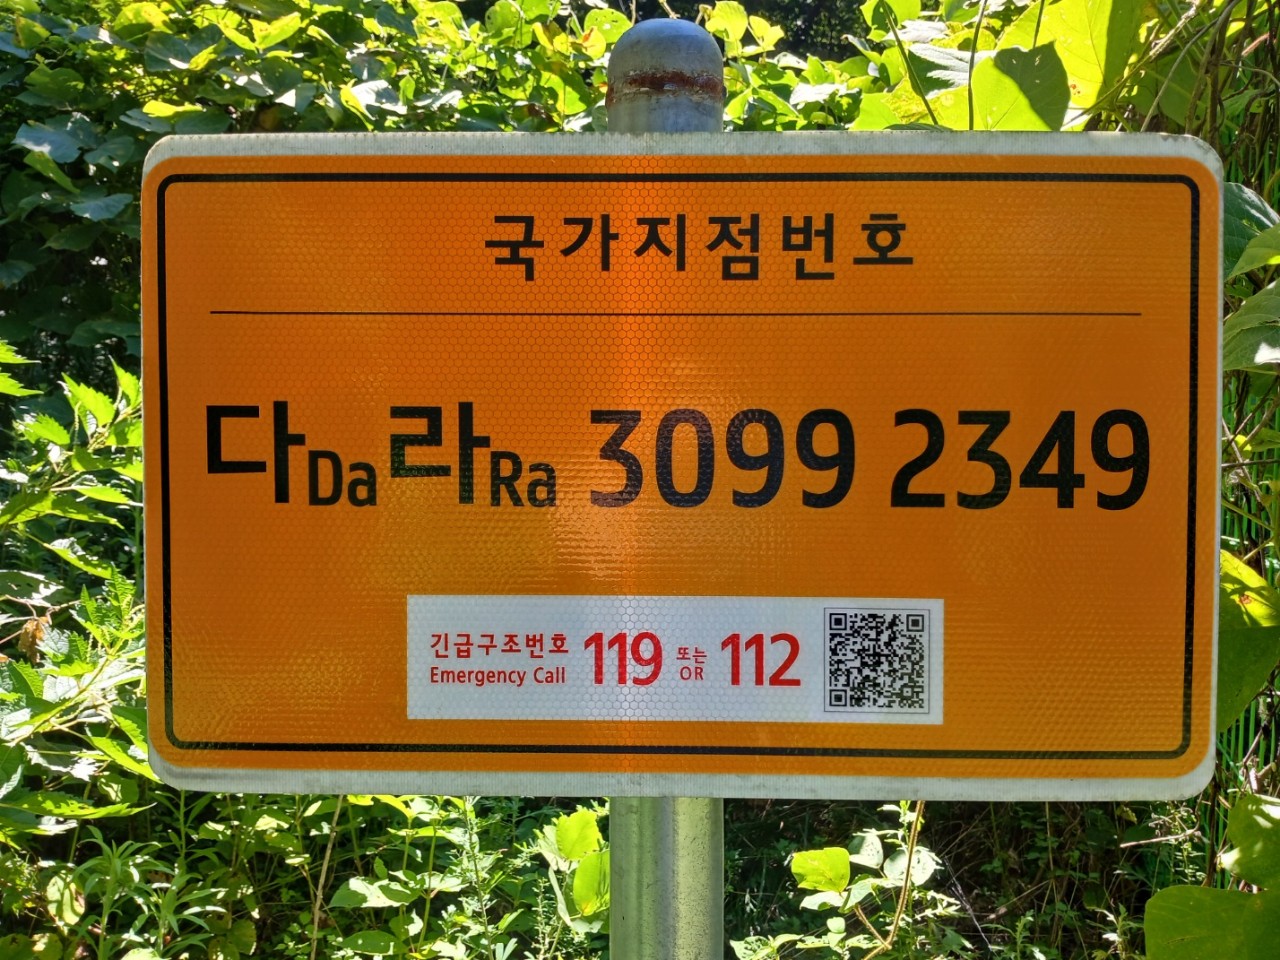 국가지점번호
다Da 라Ra 3099 2349
긴급구조번호 119 또는 112
Emergency Call OR